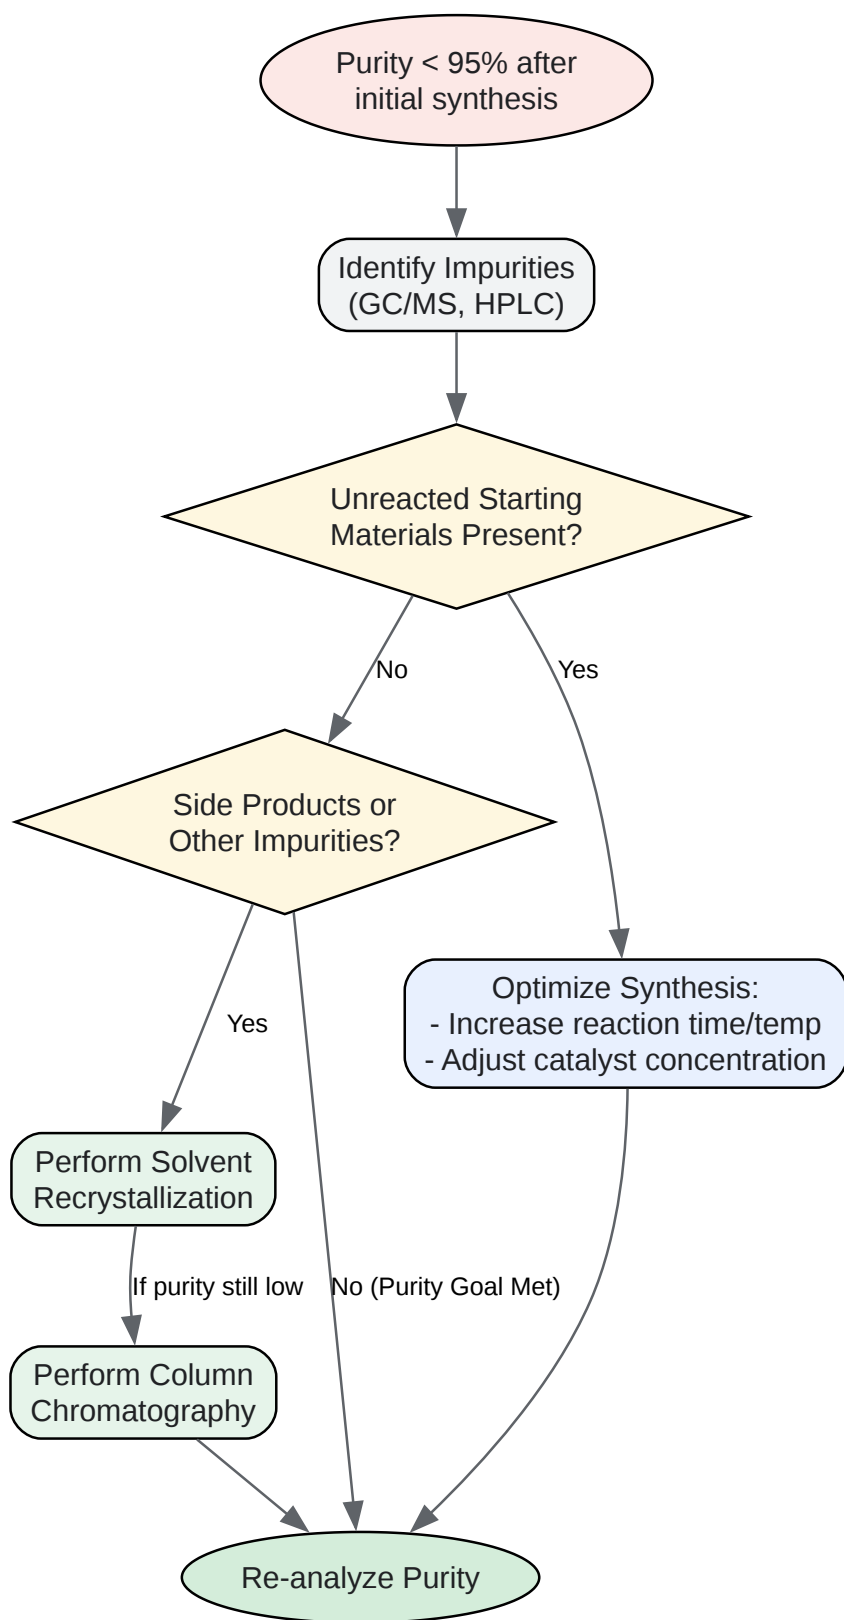 Purity < 95% after
initial synthesis
Identify Impurities
(GC/MS, HPLC)
Unreacted Starting
Materials Present?
No
Yes
Side Products or
Other Impurities?
Optimize Synthesis:
- Increase reaction time/temp
- Adjust catalyst concentration
Yes
Perform Solvent
Recrystallization
If purity still low
No (Purity Goal Met)
Perform Column
Chromatography
Re-analyze Purity